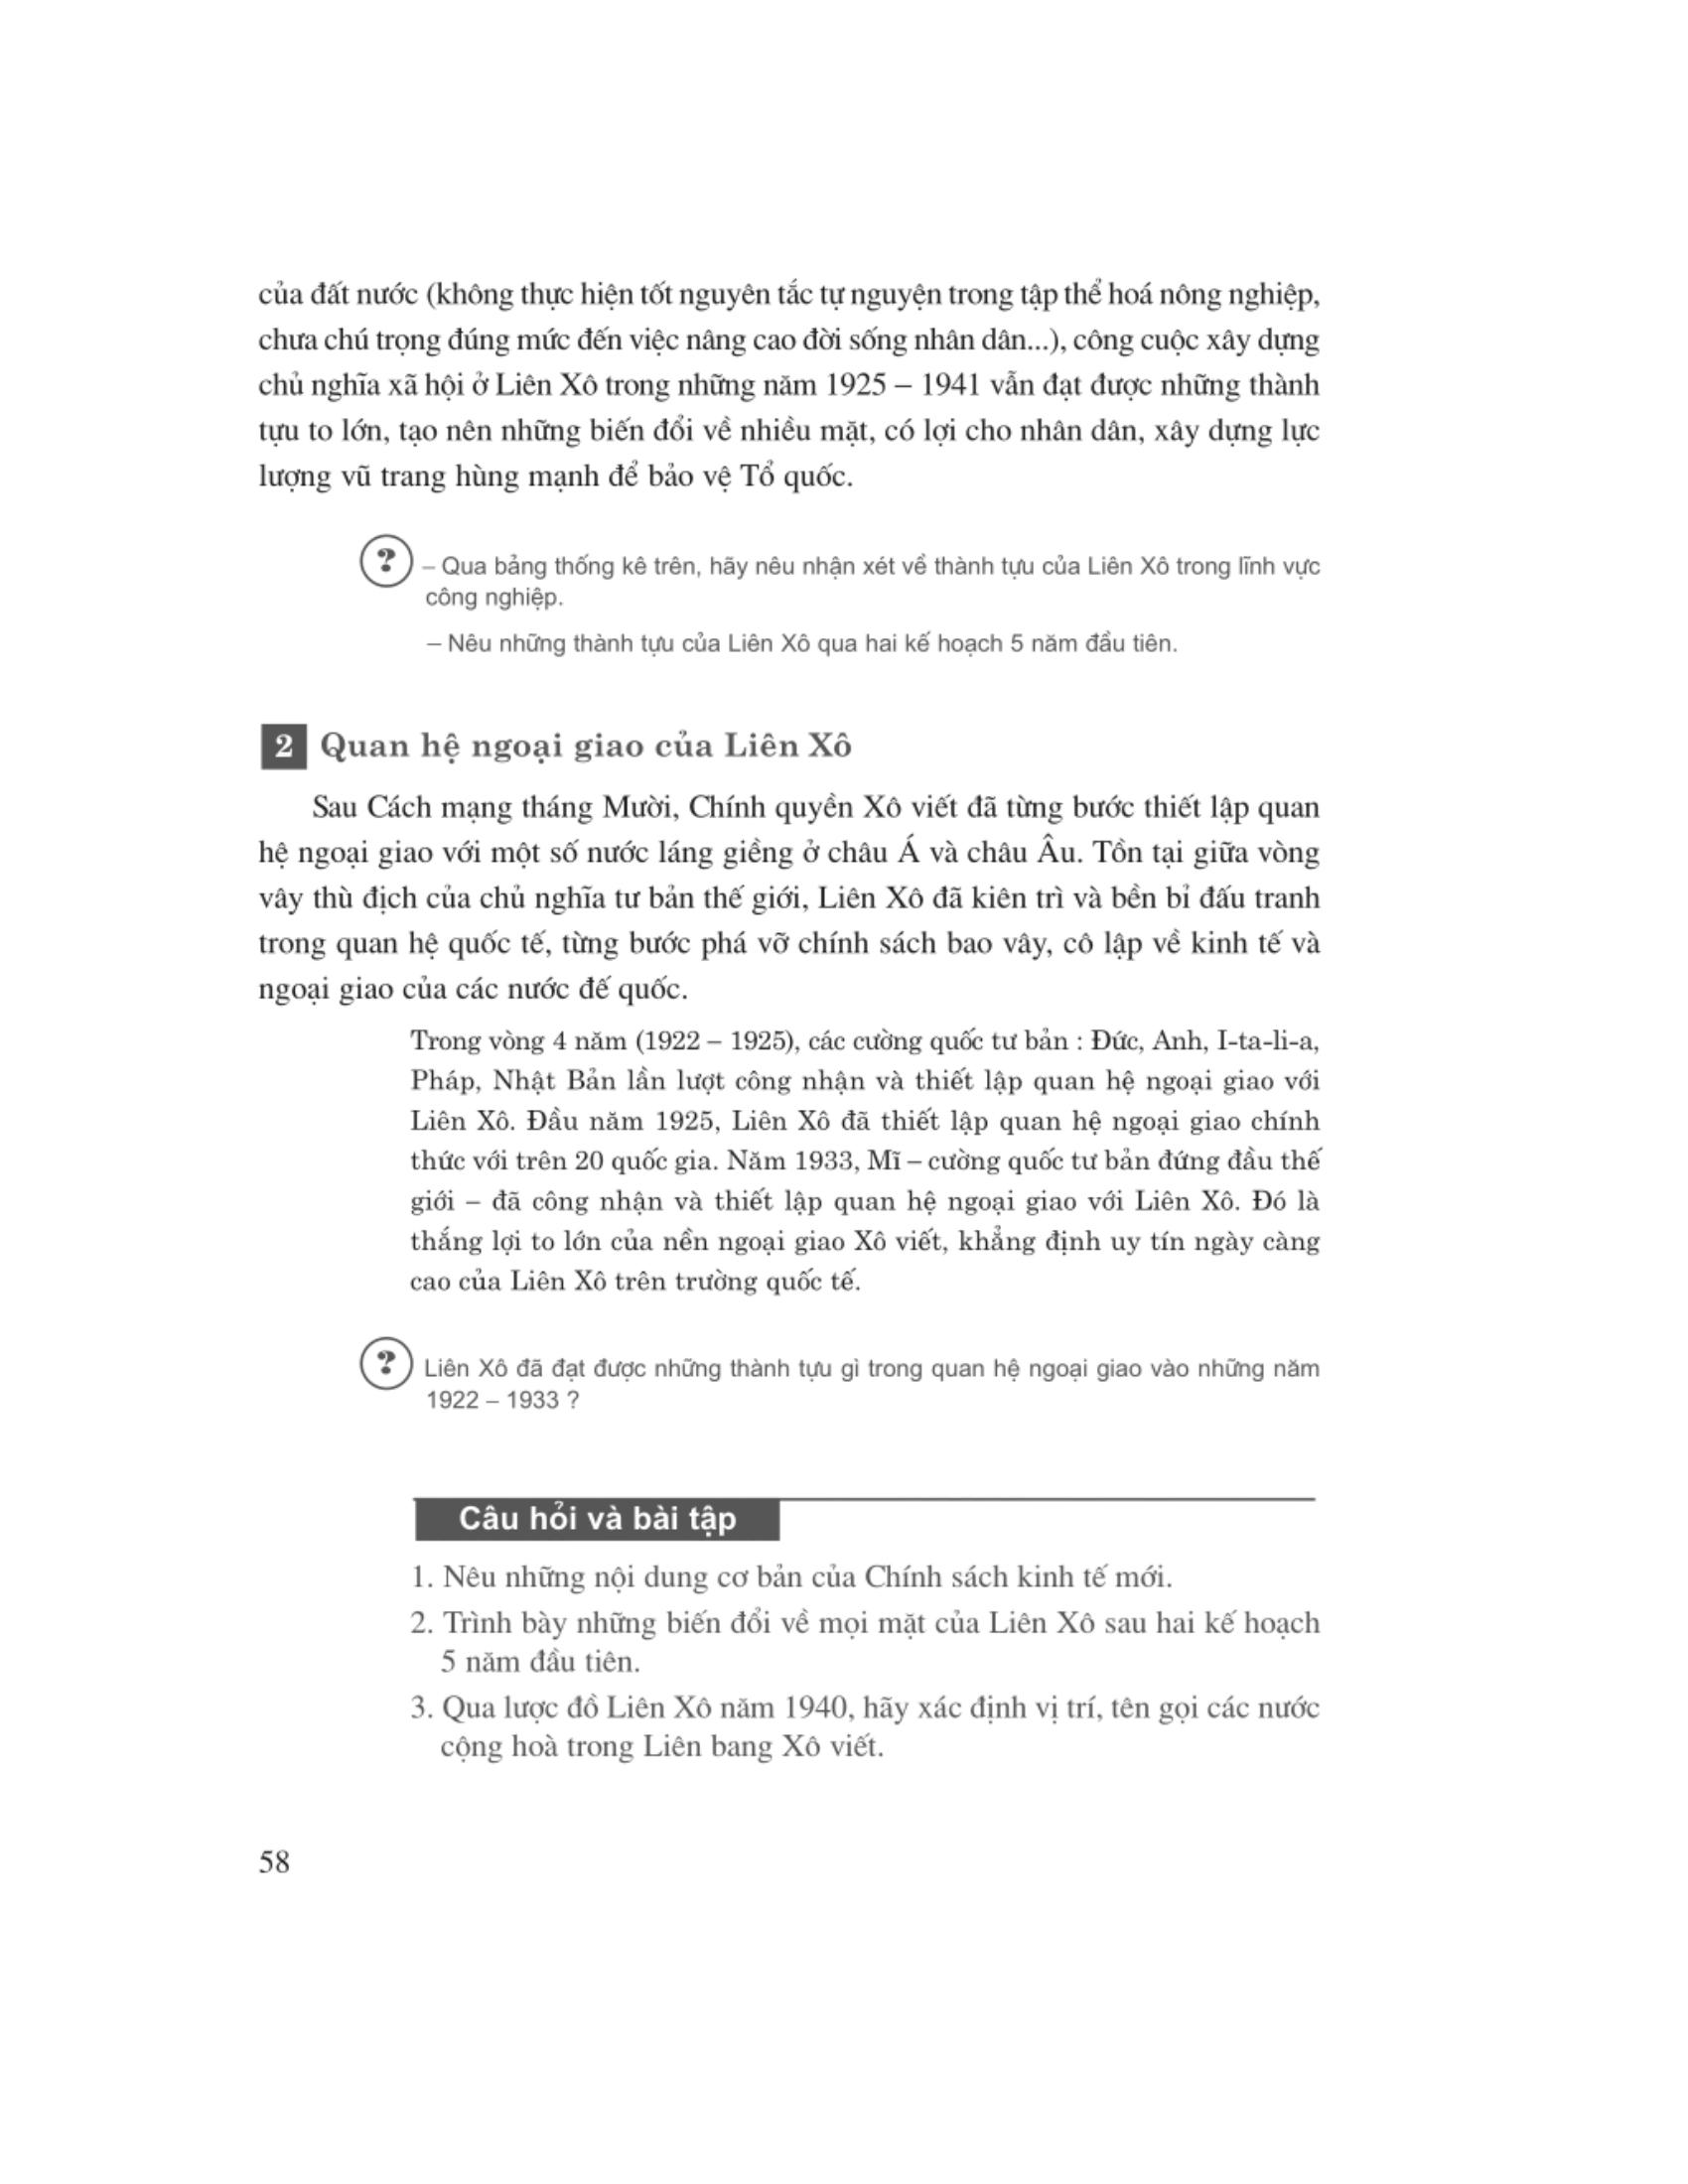 của đất nước (không thực hiện tốt nguyên tắc tự nguyện trong tập thể hoá nông nghiệp,
chưa chú trọng đúng mức đến việc nâng cao đời sống nhân dân...), công cuộc xây dựng
chủ nghĩa xã hội ở Liên Xô trong những năm 1925 – 1941 vẫn đạt được những thành
tựu to lớn, tạo nên những biến đổi về nhiều mặt, có lợi cho nhân dân, xây dựng lực
lượng vũ trang hùng mạnh để bảo vệ Tổ quốc.
? – Qua bảng thống kê trên, hãy nêu nhận xét về thành tựu của Liên Xô trong lĩnh vực
công nghiệp.
– Nêu những thành tựu của Liên Xô qua hai kế hoạch 5 năm đầu tiên.
2 Quan hệ ngoại giao của Liên Xô
Sau Cách mạng tháng Mười, Chính quyền Xô viết đã từng bước thiết lập quan
hệ ngoại giao với một số nước láng giềng ở châu Á và châu Âu. Tồn tại giữa vòng
vây thù địch của chủ nghĩa tư bản thế giới, Liên Xô đã kiên trì và bền bỉ đấu tranh
trong quan hệ quốc tế, từng bước phá vỡ chính sách bao vây, cô lập về kinh tế và
ngoại giao của các nước đế quốc.
Trong vòng 4 năm (1922 – 1925), các cường quốc tư bản : Đức, Anh, I-ta-li-a,
Pháp, Nhật Bản lần lượt công nhận và thiết lập quan hệ ngoại giao với
Liên Xô. Đầu năm 1925, Liên Xô đã thiết lập quan hệ ngoại giao chính
thức với trên 20 quốc gia. Năm 1933, Mĩ – cường quốc tư bản đứng đầu thế
giới – đã công nhận và thiết lập quan hệ ngoại giao với Liên Xô. Đó là
thắng lợi to lớn của nền ngoại giao Xô viết, khẳng định uy tín ngày càng
cao của Liên Xô trên trường quốc tế.
? Liên Xô đã đạt được những thành tựu gì trong quan hệ ngoại giao vào những năm
1922 – 1933 ?
Câu hỏi và bài tập
1. Nêu những nội dung cơ bản của Chính sách kinh tế mới.
2. Trình bày những biến đổi về mọi mặt của Liên Xô sau hai kế hoạch
5 năm đầu tiên.
3. Qua lược đồ Liên Xô năm 1940, hãy xác định vị trí, tên gọi các nước
cộng hoà trong Liên bang Xô viết.
58